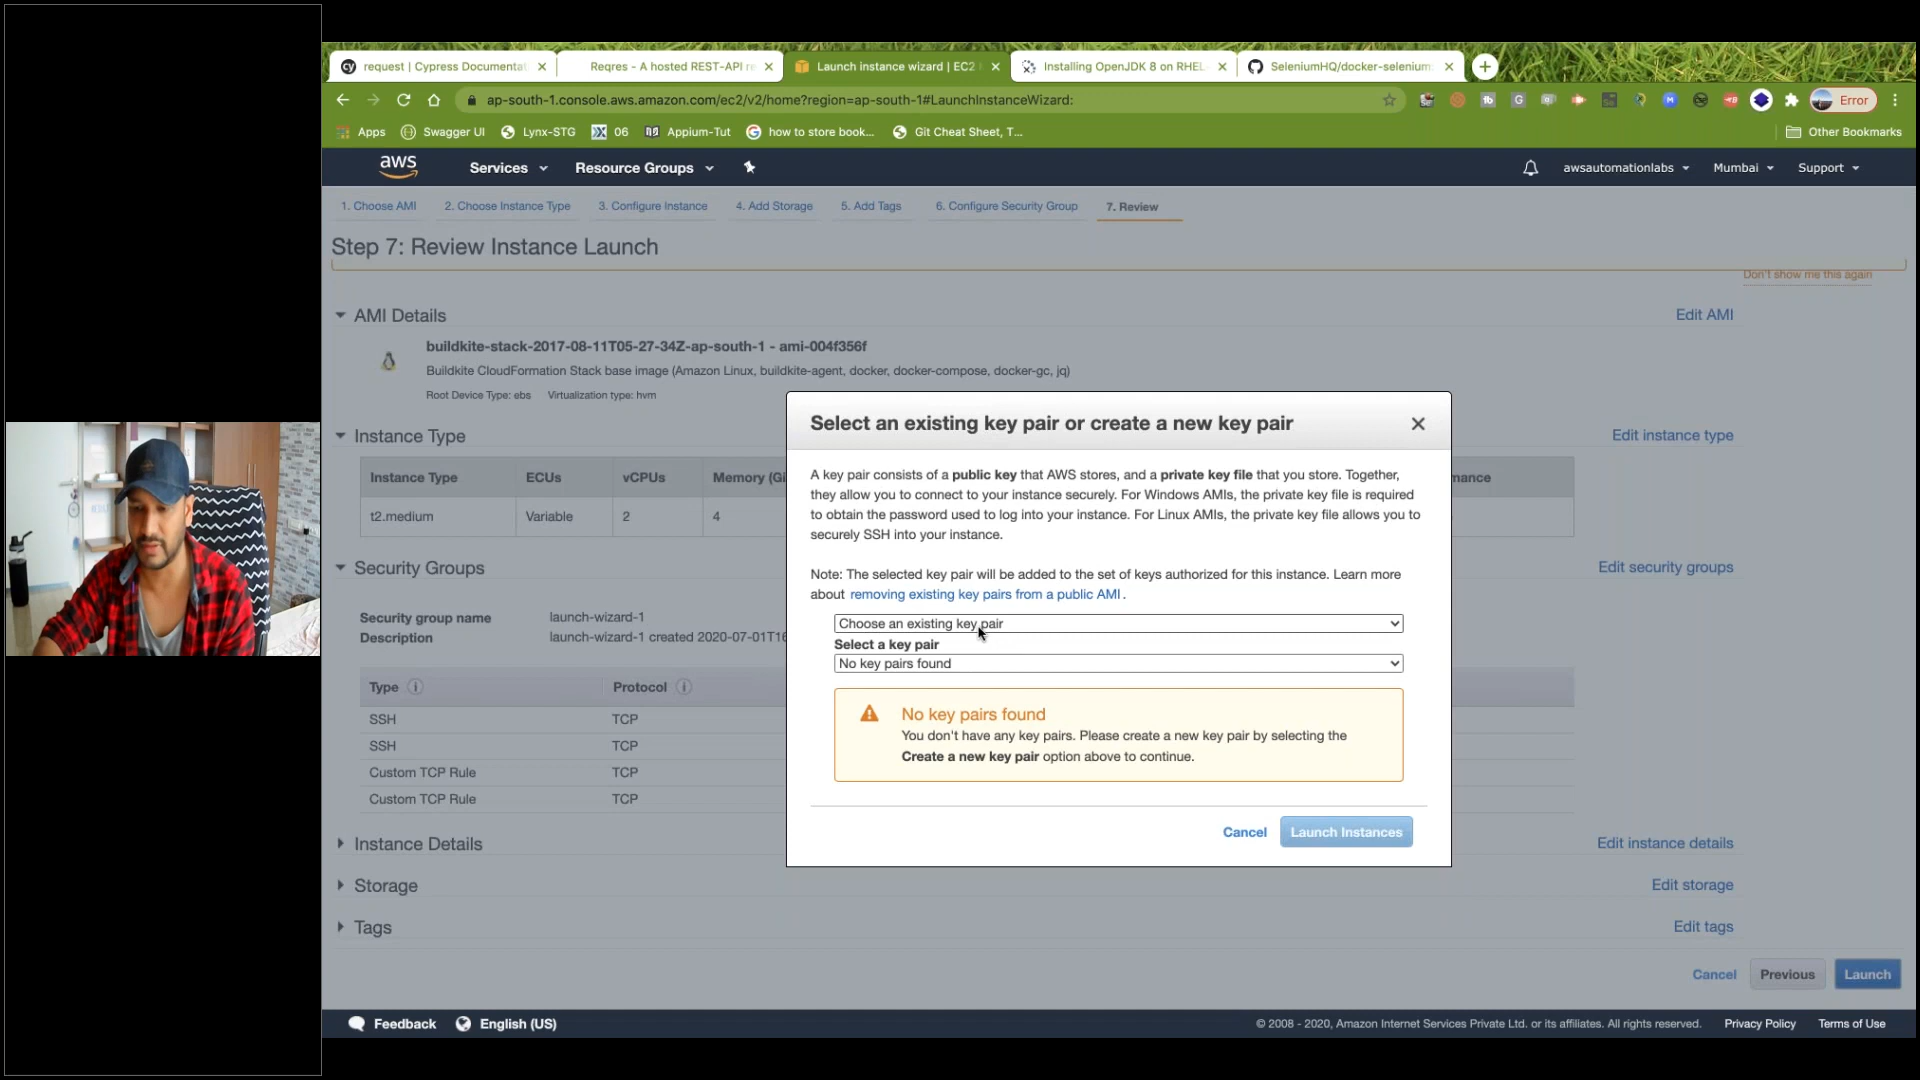 request | Cypress Documentat
Reqres - A hosted REST-API re
Launch instance wizard | EC2
Installing OpenJDK 8 on RHEL
SeleniumHQ/docker-selenium:
ap-south-1.console.aws.amazon.com/ec2/v2/home?region=ap-south-1#LaunchInstanceWizard:
Error
Apps
Swagger UI
Lynx-STG
06
Appium-Tut
how to store book...
Git Cheat Sheet, T...
Other Bookmarks
aws
Services
Resource Groups
awsautomationlabs
Mumbai
Support
1. Choose AMI
2. Choose Instance Type
3. Configure Instance
4. Add Storage
5. Add Tags
6. Configure Security Group
7. Review
Step 7: Review Instance Launch
Don't show me this again
AMI Details
Edit AMI
buildkite-stack-2017-08-11T05-27-34Z-ap-south-1 - ami-004f356f
Buildkite CloudFormation Stack base image (Amazon Linux, buildkite-agent, docker, docker-compose, docker-gc, jq)
Root Device Type: ebs Virtualization type: hvm
Instance Type
Edit instance type
Instance Type
ECUs
vCPUs
Memory (Gi
mance
t2.medium
Variable
2
4
Security Groups
Edit security groups
Security group name
launch-wizard-1
Description
launch-wizard-1 created 2020-07-01T16
Type
Protocol
SSH
TCP
SSH
TCP
Custom TCP Rule
TCP
Custom TCP Rule
TCP
Instance Details
Edit instance details
Storage
Edit storage
Tags
Edit tags
Select an existing key pair or create a new key pair
A key pair consists of a public key that AWS stores, and a private key file that you store. Together,
they allow you to connect to your instance securely. For Windows AMIs, the private key file is required
to obtain the password used to log into your instance. For Linux AMIs, the private key file allows you to
securely SSH into your instance.
Note: The selected key pair will be added to the set of keys authorized for this instance. Learn more
about removing existing key pairs from a public AMI.
Choose an existing key pair
Select a key pair
No key pairs found
No key pairs found
You don't have any key pairs. Please create a new key pair by selecting the
Create a new key pair option above to continue.
Cancel
Launch Instances
Cancel
Previous
Launch
Feedback
English (US)
© 2008 - 2020, Amazon Internet Services Private Ltd. or its affiliates. All rights reserved.
Privacy Policy
Terms of Use